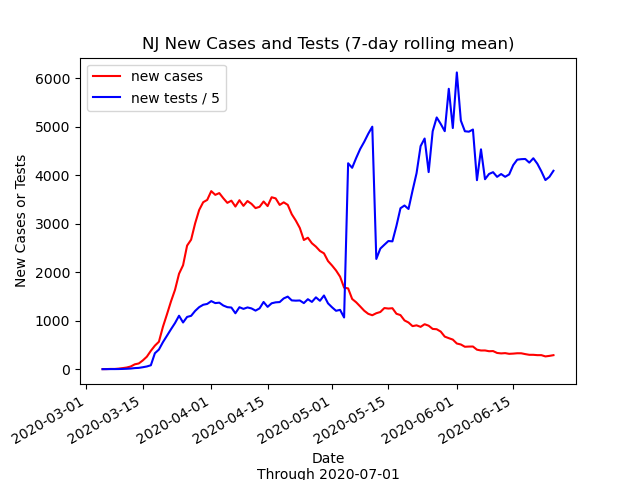 NJ New Cases and Tests (7-day rolling mean)
new cases
new tests / 5
New Cases or Tests
6000
5000
4000
3000
2000
1000
0
2020-03-01
2020-03-15
2020-04-01
2020-04-15
2020-05-01
2020-05-15
2020-06-01
2020-06-15
Date
Through 2020-07-01